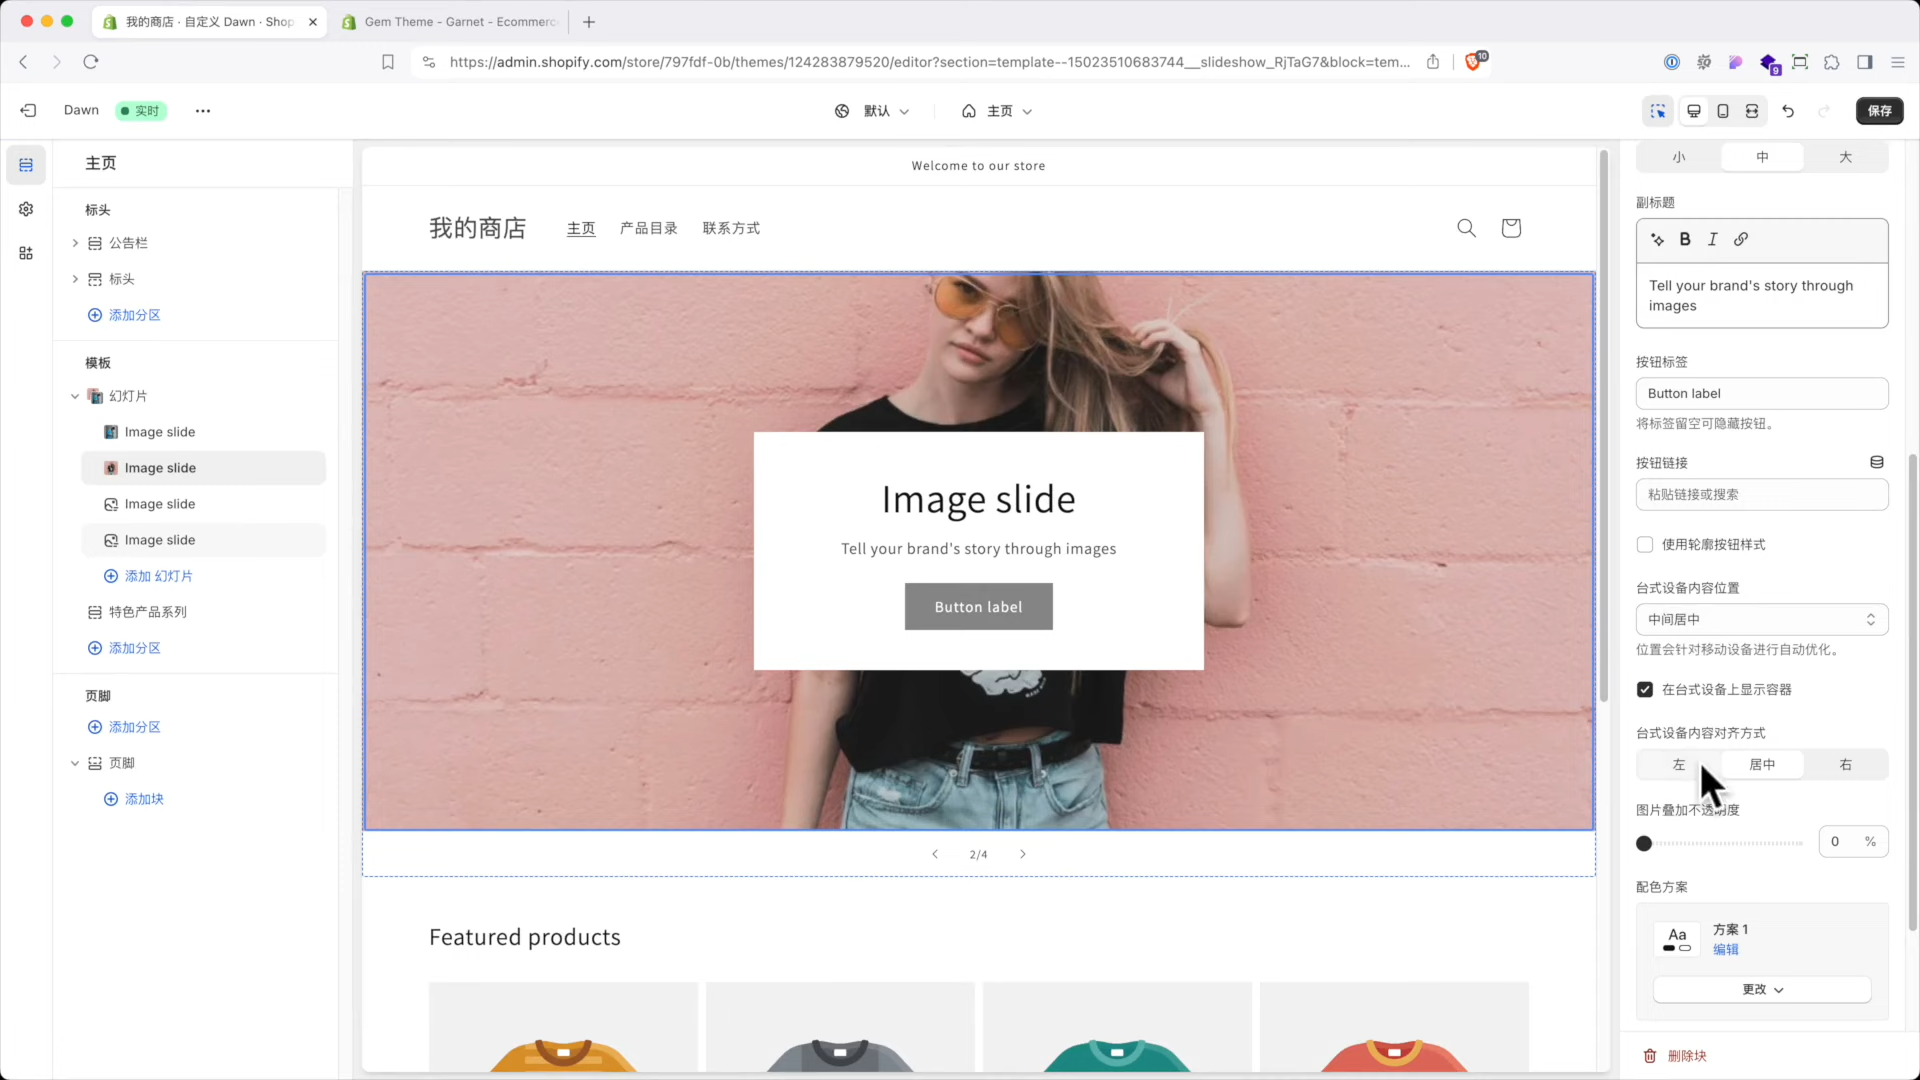 我的商店 · 自定义 Dawn · Shop
Gem Theme - Garnet - Ecommerc
https://admin.shopify.com/store/797fdf-0b/themes/124283879520/editor?section=template--15023510683744__slideshow_RjTaG7&block=tem...
10
9
Dawn
实时
默认
主页
保存
主页
标头
公告栏
标头
添加分区
模板
幻灯片
Image slide
Image slide
Image slide
Image slide
添加 幻灯片
特色产品系列
添加分区
页脚
添加分区
页脚
添加块
Welcome to our store
我的商店
主页
产品目录
联系方式
Image slide
Tell your brand's story through images
Button label
2/4
Featured products
小
中
大
副标题
B I
Tell your brand's story through
images
按钮标签
Button label
将标签留空可隐藏按钮。
按钮链接
粘贴链接或搜索
使用轮廓按钮样式
台式设备内容位置
中间居中
位置会针对移动设备进行自动优化。
在台式设备上显示容器
台式设备内容对齐方式
左
居中
右
图片叠加不透明度
0 %
配色方案
Aa
方案 1
编辑
更改
删除块